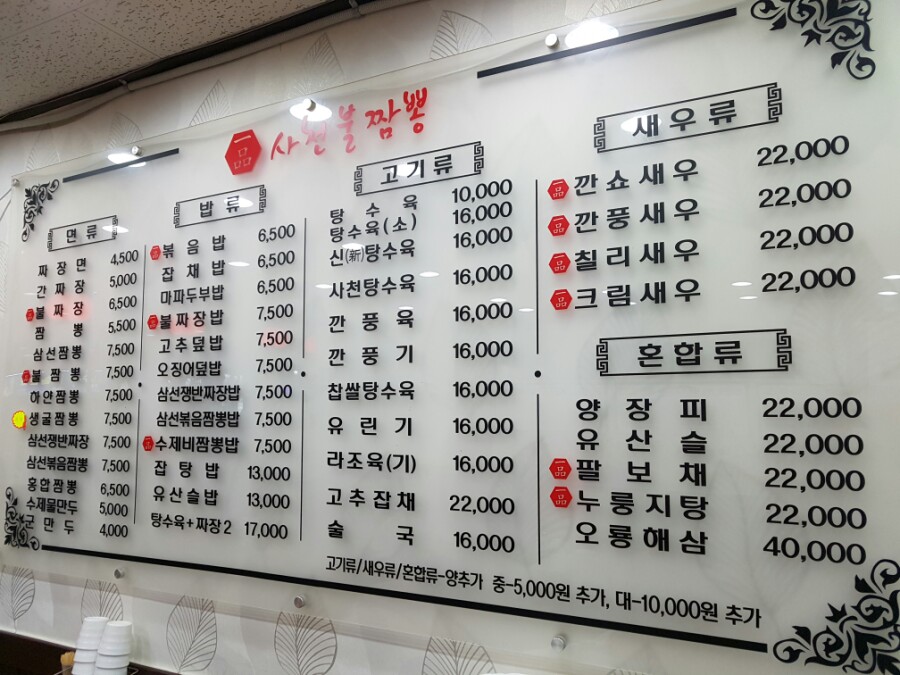 品 사천불짬뽕
면류
짜장면 4,500
간짜장 5,000
品 불짜장 6,500
짬뽕 5,500
삼선짬뽕 7,500
品 불짬뽕 7,500
하얀짬뽕 7,500
생굴짬뽕 7,500
삼선쟁반짜장 7,500
삼선볶음짬뽕 7,500
홍합짬뽕 6,500
수제물만두 5,000
군만두 4,000
밥류
品 볶음밥 6,500
잡채밥 6,500
마파두부밥 6,500
品 불짜장밥 7,500
고추덮밥 7,500
오징어덮밥 7,500
삼선쟁반짜장밥 7,500
삼선볶음짬뽕밥 7,500
品 수제비짬뽕밥 7,500
잡탕밥 13,000
유산슬밥 13,000
탕수육+짜장2 17,000
고기류
탕수육 10,000
탕수육(소) 16,000
신(新)탕수육 16,000
사천탕수육 16,000
깐풍육 16,000
깐풍기 16,000
찹쌀탕수육 16,000
유린기 16,000
라조육(기) 16,000
고추잡채 22,000
술국 16,000
새우류
品 깐쇼새우 22,000
品 깐풍새우 22,000
品 칠리새우 22,000
品 크림새우 22,000
혼합류
양장피 22,000
유산슬 22,000
品 팔보채 22,000
品 누룽지탕 22,000
오룡해삼 40,000
고기류/새우류/혼합류-양추가 중-5,000원 추가, 대-10,000원 추가